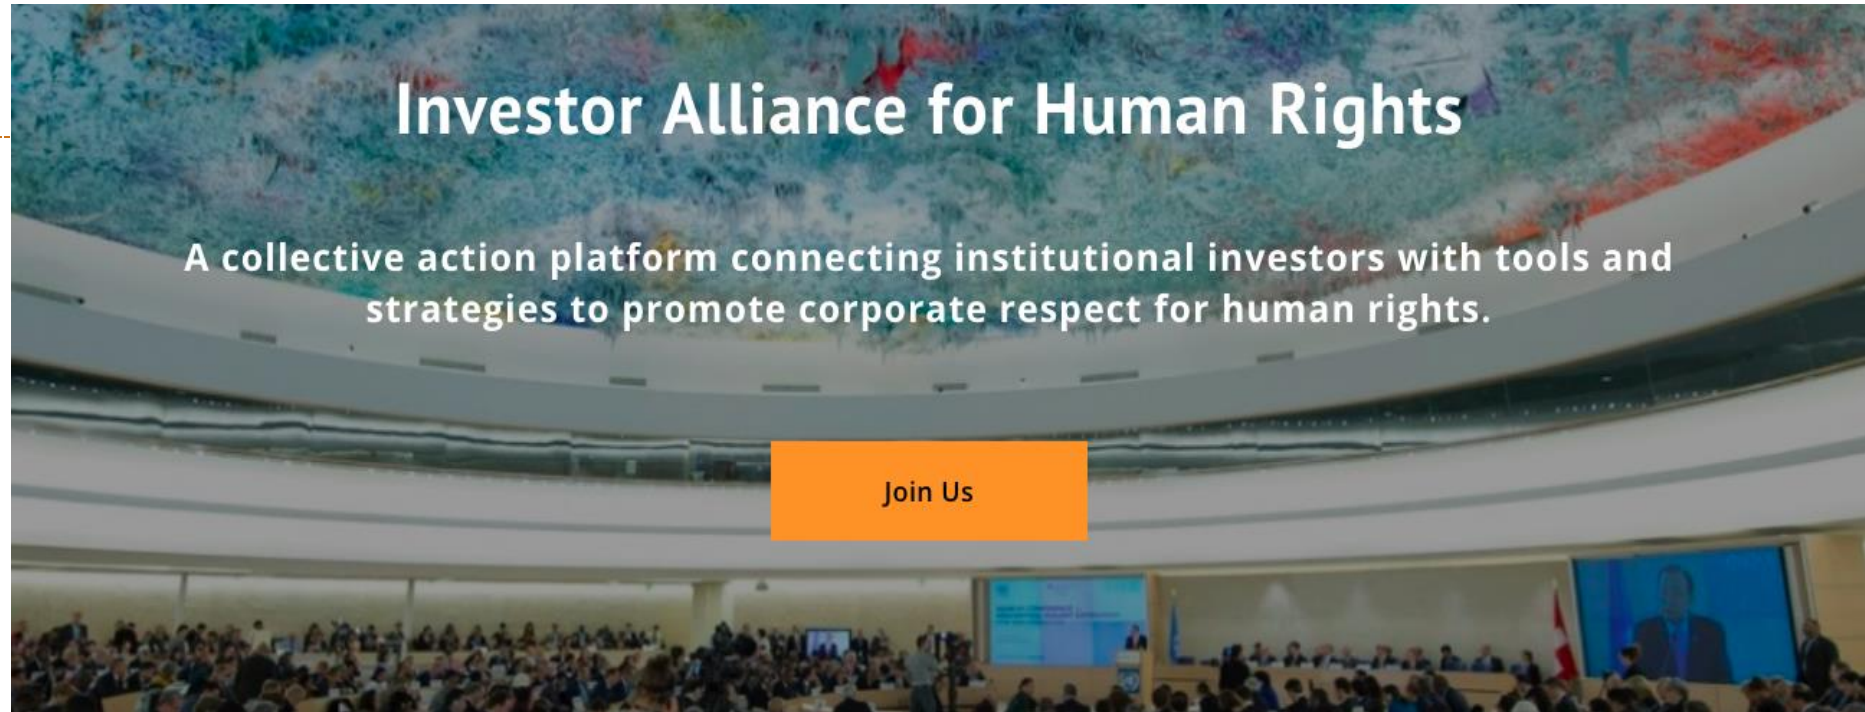 Investor Alliance for Human Rights
A collective action platform connecting institutional investors with tools and
strategies to promote corporate respect for human rights.
Join Us